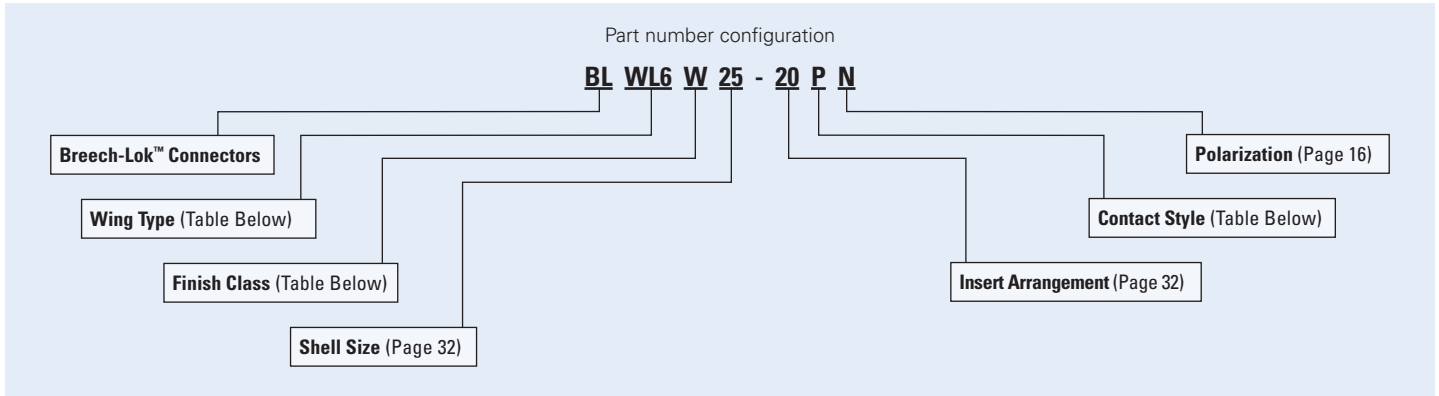 Part number configuration
BL WL6 W 25 - 20 P N
Breech-Lok™ Connectors
Polarization (Page 16)
Wing Type (Table Below)
Contact Style (Table Below)
Finish Class (Table Below)
Insert Arrangement (Page 32)
Shell Size (Page 32)